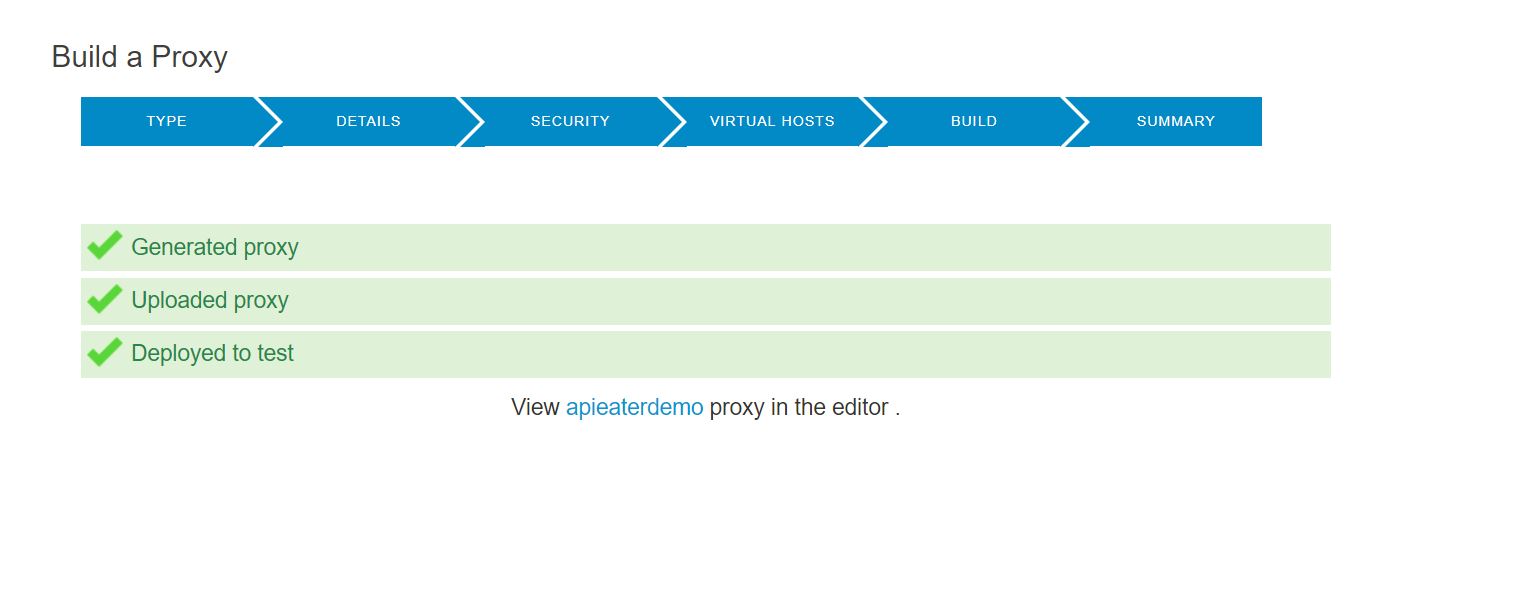 Build a Proxy
TYPE DETAILS SECURITY VIRTUAL HOSTS BUILD SUMMARY
Generated proxy
Uploaded proxy
Deployed to test
View apieaterdemo proxy in the editor .